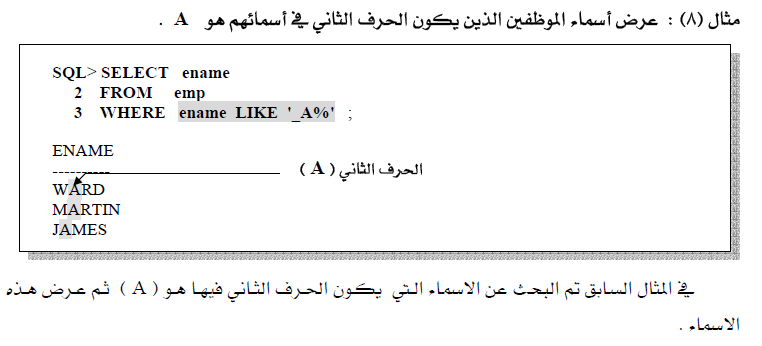 مثال (٨) : عرض أسماء الموظفين الذين يكون الحرف الثاني في أسمائهم هو A .
SQL> SELECT ename
2 FROM emp
3 WHERE ename LIKE '_A%' ;
ENAME
----------
الحرف الثاني ( A )
WARD
MARTIN
JAMES
في المثال السابق تم البحث عن الاسماء التي يكون الحرف الثاني فيها هو ( A ) ثم عرض هذه
الاسماء .